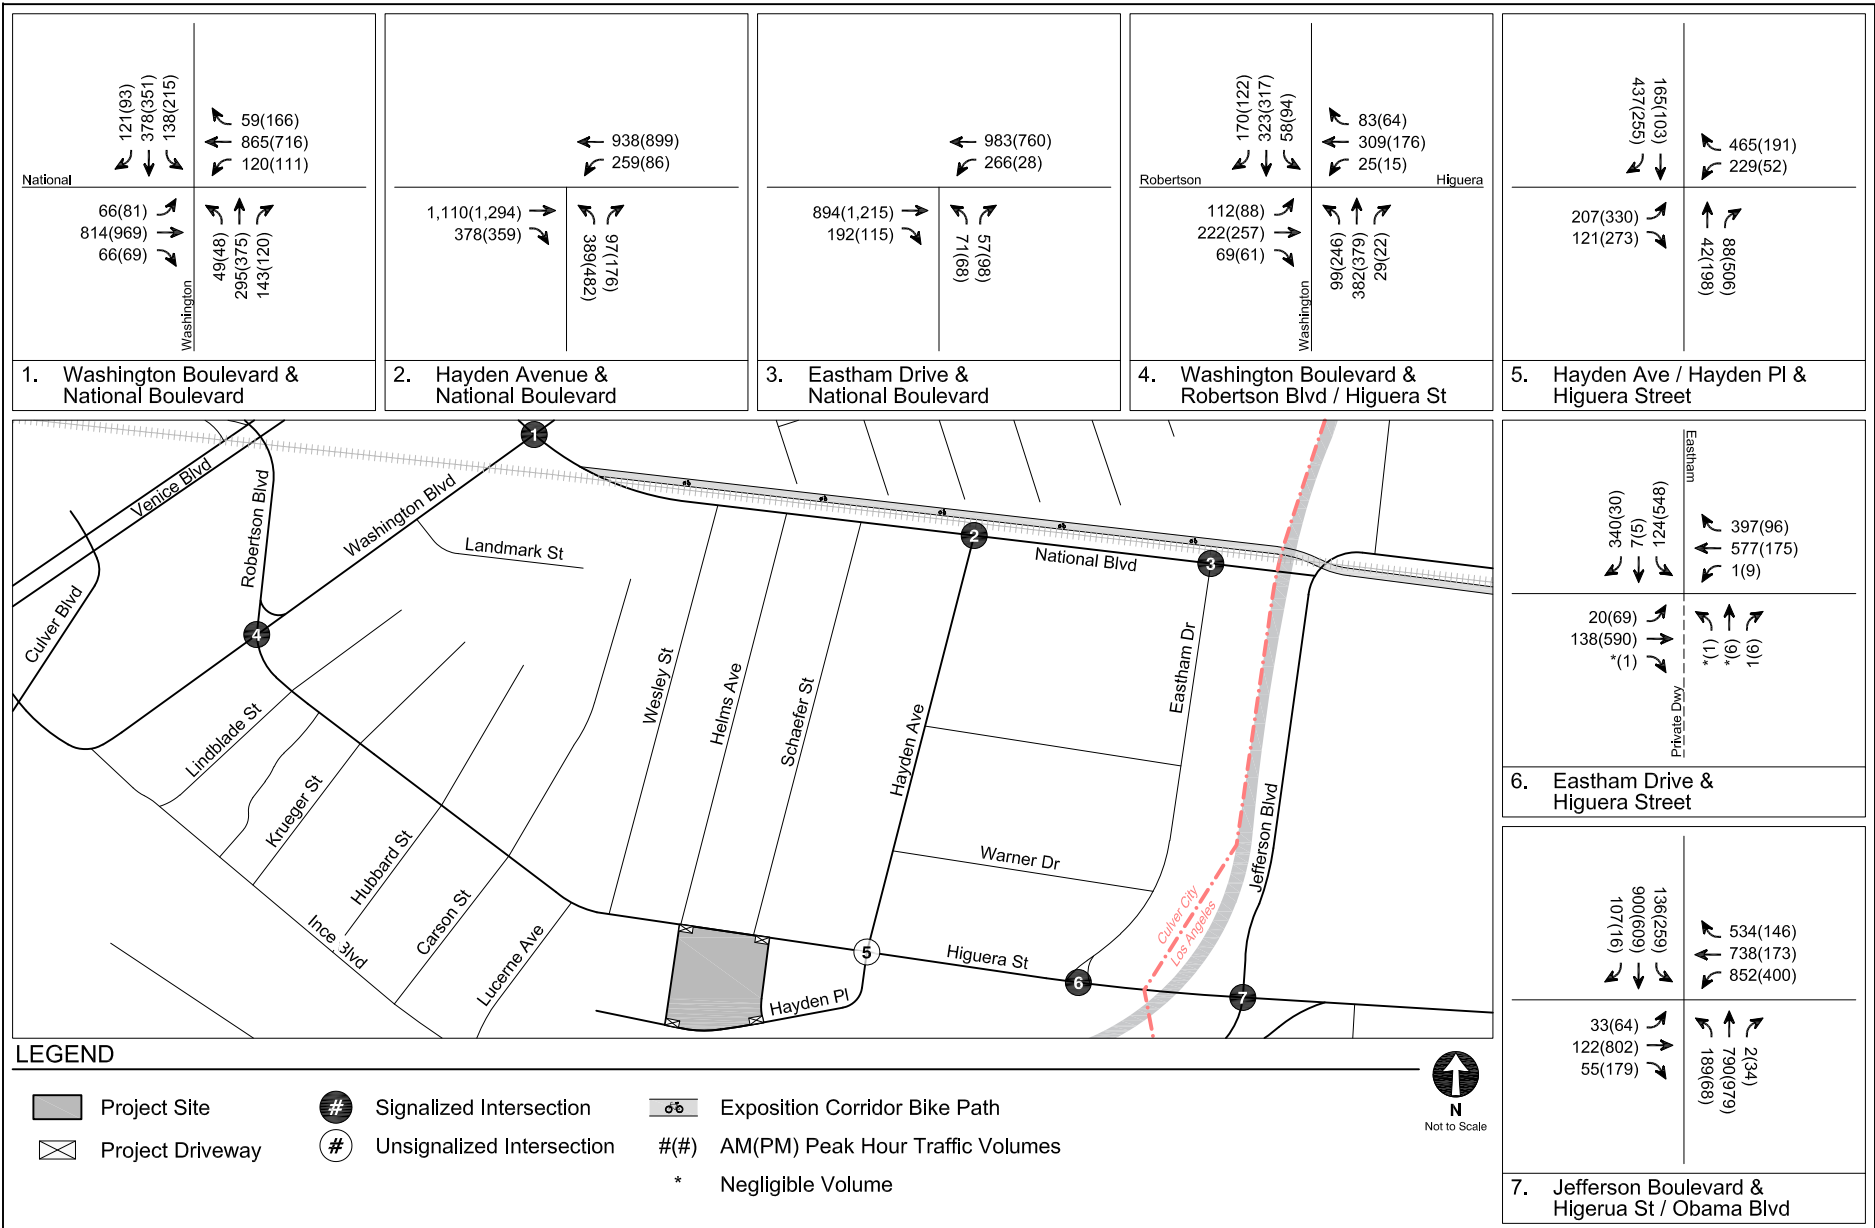 121(93)
378(351)
138(215)
59(166)
865(716)
120(111)
National
66(81)
814(969)
66(69)
49(48)
295(375)
143(120)
Washington
1. Washington Boulevard &
National Boulevard
938(899)
259(86)
1,110(1,294)
378(359)
389(482)
97(176)
2. Hayden Avenue &
National Boulevard
983(760)
266(28)
894(1,215)
192(115)
71(68)
57(98)
3. Eastham Drive &
National Boulevard
170(122)
323(317)
58(94)
83(64)
309(176)
25(15)
Robertson
Higuera
112(88)
222(257)
69(61)
99(246)
382(379)
29(22)
Washington
4. Washington Boulevard &
Robertson Blvd / Higuera St
437(255)
165(103)
465(191)
229(52)
207(330)
121(273)
42(198)
88(506)
5. Hayden Ave / Hayden Pl &
Higuera Street
Eastham
340(30)
7(5)
124(548)
397(96)
577(175)
1(9)
20(69)
138(590)
*(1)
*(1)
*(6)
1(6)
Private Dwy
6. Eastham Drive &
Higuera Street
107(16)
900(609)
136(259)
534(146)
738(173)
852(400)
33(64)
122(802)
55(179)
189(68)
790(979)
2(34)
7. Jefferson Boulevard &
Higerua St / Obama Blvd
1
Venice Blvd
Robertson Blvd
Washington Blvd
Landmark St
2
National Blvd
3
Culver Blvd
4
Wesley St
Helms Ave
Schaefer St
Hayden Ave
Eastham Dr
Lindblade St
Krueger St
Hubbard St
Carson St
Ince Blvd
Lucerne Ave
Warner Dr
Jefferson Blvd
Culver City
Los Angeles
5
Higuera St
6
7
Hayden Pl
LEGEND
Project Site
# Signalized Intersection
Exposition Corridor Bike Path
Project Driveway
# Unsignalized Intersection
#(#) AM(PM) Peak Hour Traffic Volumes
* Negligible Volume
N
Not to Scale